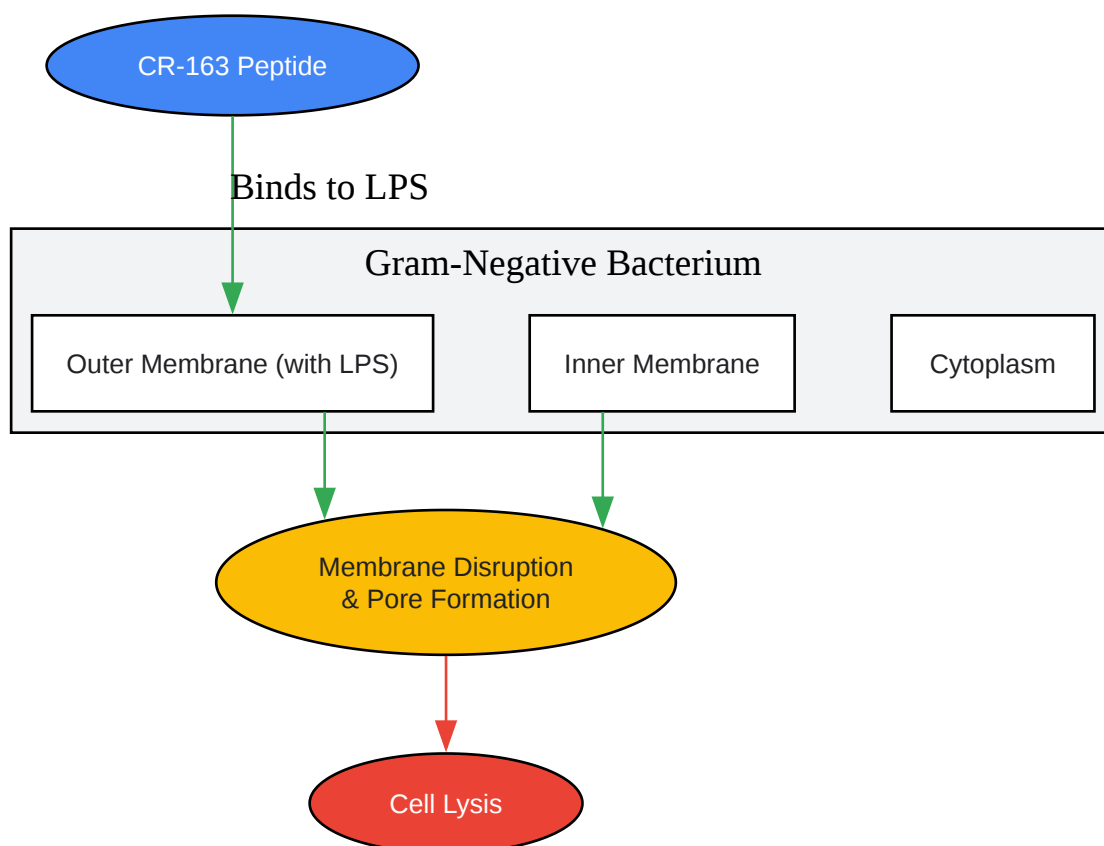 CR-163 Peptide
Binds to LPS
Gram-Negative Bacterium
Outer Membrane (with LPS)
Inner Membrane
Cytoplasm
Membrane Disruption
& Pore Formation
Cell Lysis